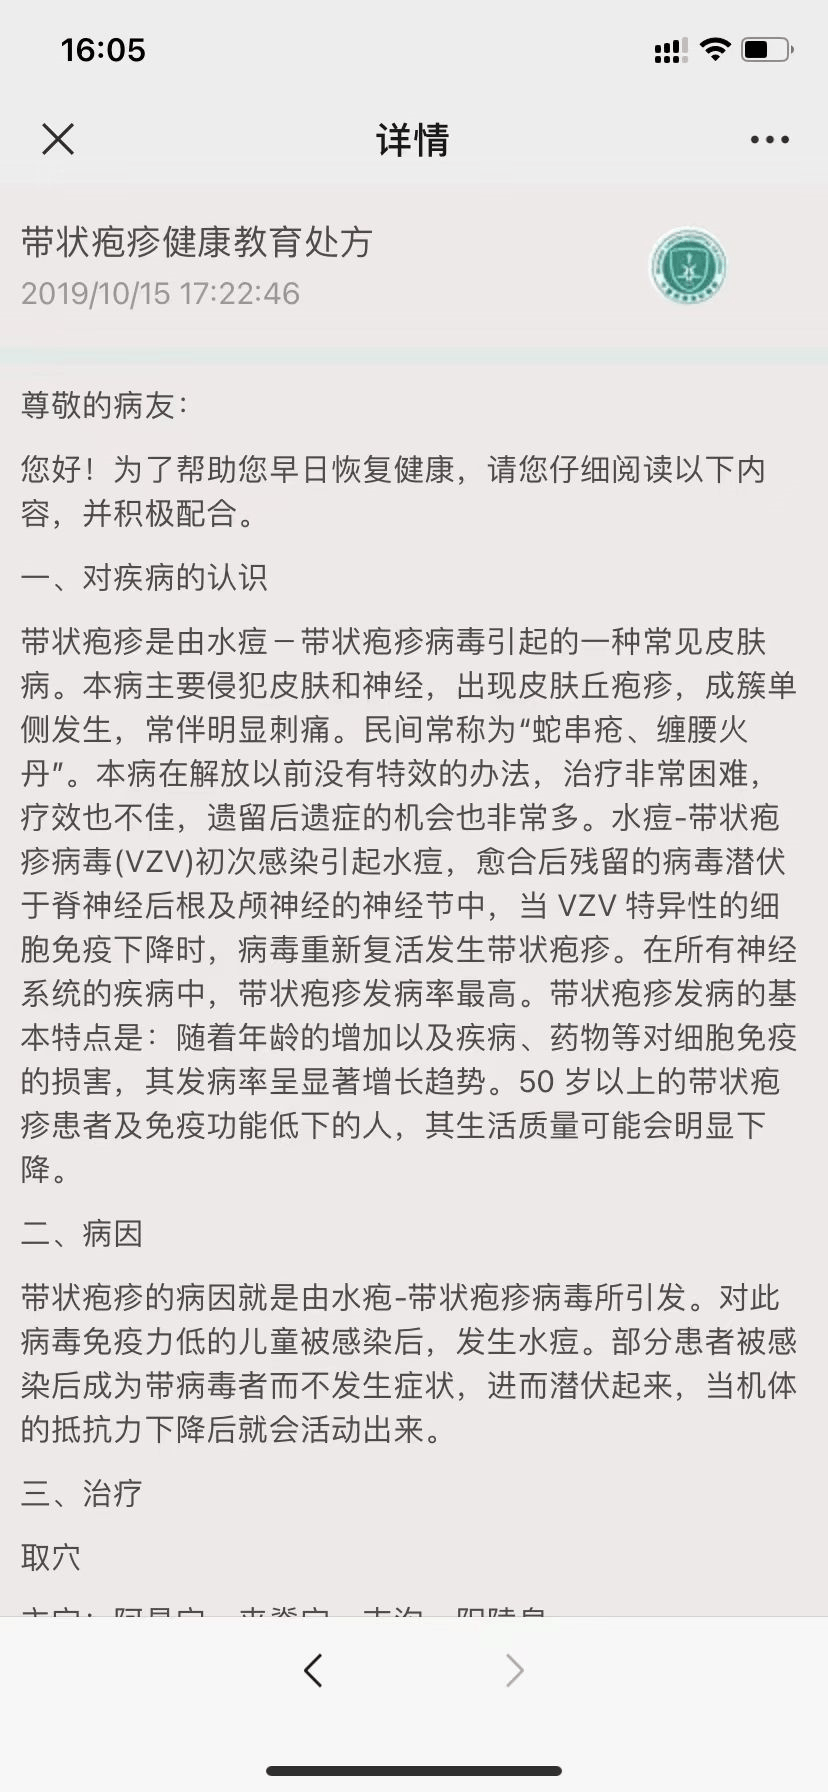 16:05
详情
带状疱疹健康教育处方
2019/10/15 17:22:46
尊敬的病友：
您好！为了帮助您早日恢复健康，请您仔细阅读以下内
容，并积极配合。
一、对疾病的认识
带状疱疹是由水痘－带状疱疹病毒引起的一种常见皮肤
病。本病主要侵犯皮肤和神经，出现皮肤丘疱疹，成簇单
侧发生，常伴明显刺痛。民间常称为“蛇串疮、缠腰火
丹”。本病在解放以前没有特效的办法，治疗非常困难，
疗效也不佳，遗留后遗症的机会也非常多。水痘-带状疱
疹病毒(VZV)初次感染引起水痘，愈合后残留的病毒潜伏
于脊神经后根及颅神经的神经节中，当 VZV 特异性的细
胞免疫下降时，病毒重新复活发生带状疱疹。在所有神经
系统的疾病中，带状疱疹发病率最高。带状疱疹发病的基
本特点是：随着年龄的增加以及疾病、药物等对细胞免疫
的损害，其发病率呈显著增长趋势。50 岁以上的带状疱
疹患者及免疫功能低下的人，其生活质量可能会明显下
降。
二、病因
带状疱疹的病因就是由水疱-带状疱疹病毒所引发。对此
病毒免疫力低的儿童被感染后，发生水痘。部分患者被感
染后成为带病毒者而不发生症状，进而潜伏起来，当机体
的抵抗力下降后就会活动出来。
三、治疗
取穴